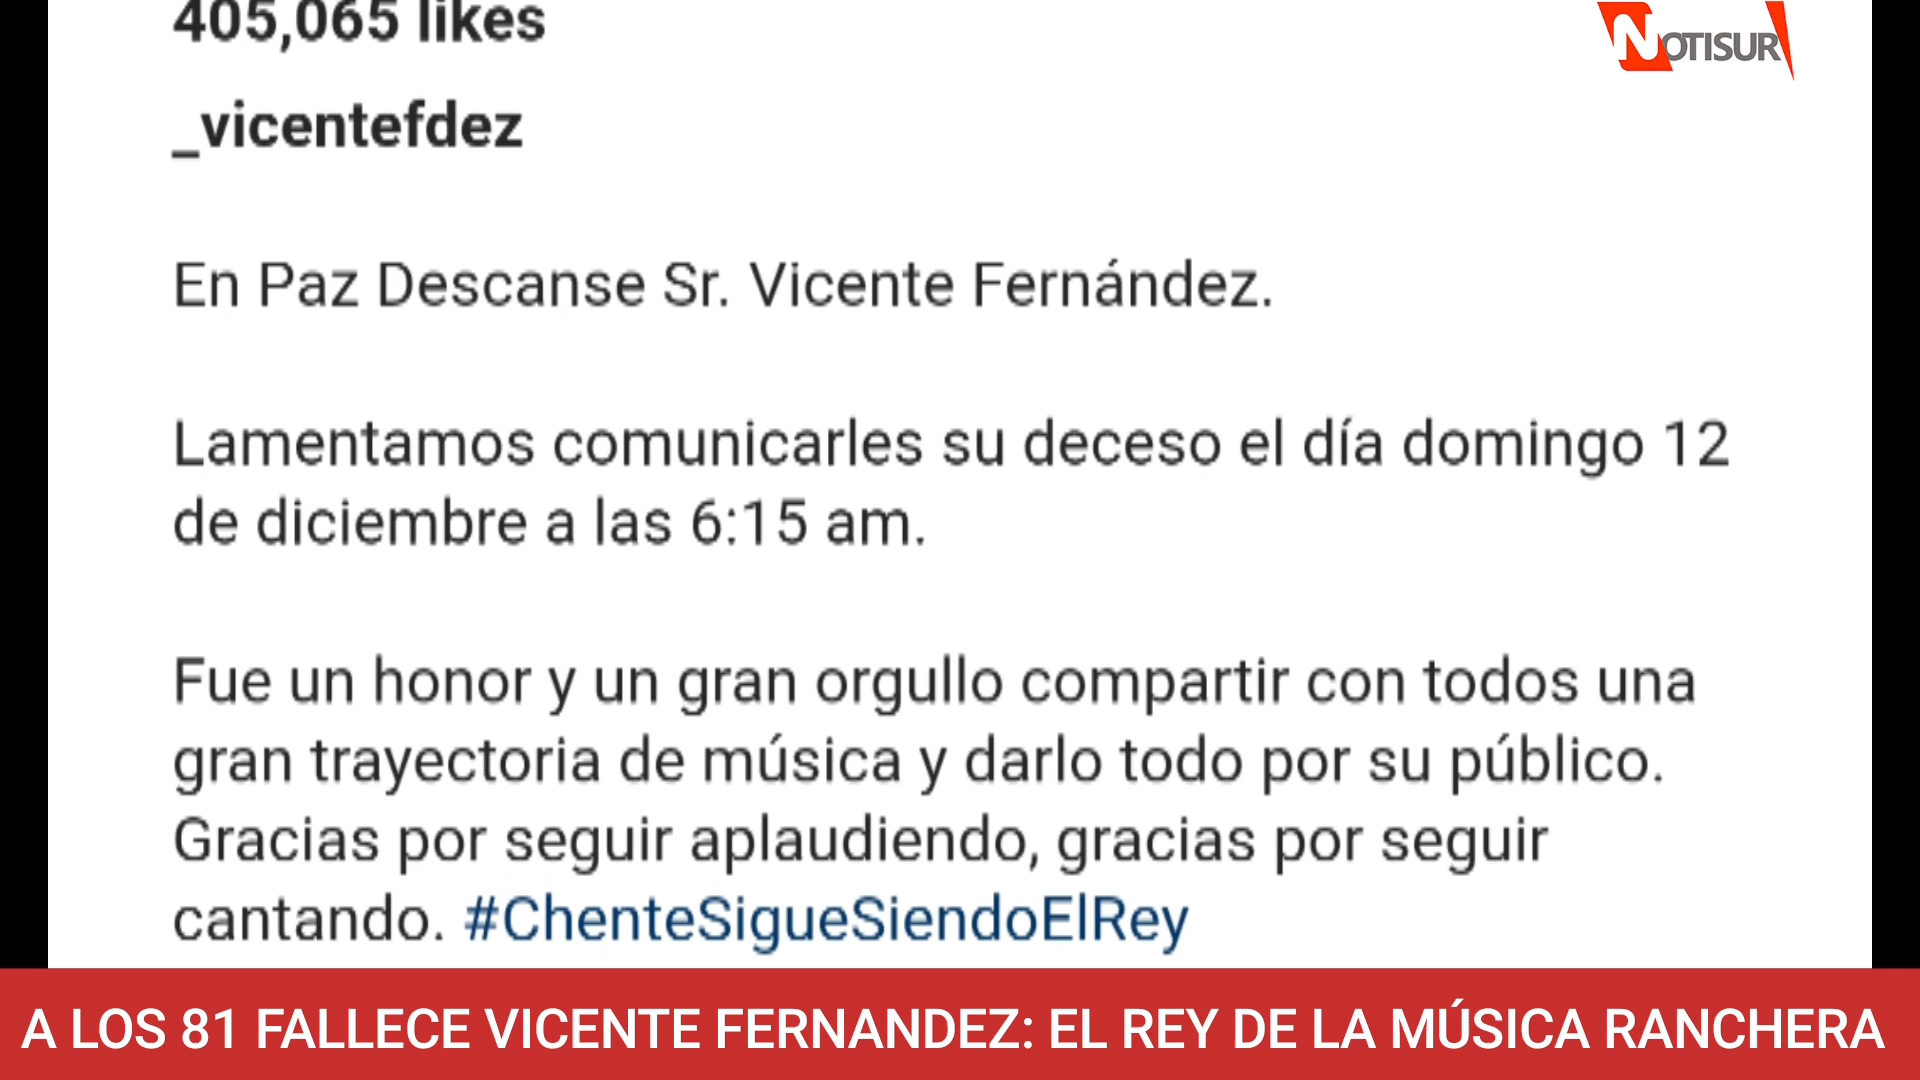 405,065 likes
NOTISUR
_vicentefdez
En Paz Descanse Sr. Vicente Fernández.
Lamentamos comunicarles su deceso el día domingo 12
de diciembre a las 6:15 am.
Fue un honor y un gran orgullo compartir con todos una
gran trayectoria de música y darlo todo por su público.
Gracias por seguir aplaudiendo, gracias por seguir
cantando. #ChenteSigueSiendoElRey
A LOS 81 FALLECE VICENTE FERNANDEZ: EL REY DE LA MÚSICA RANCHERA